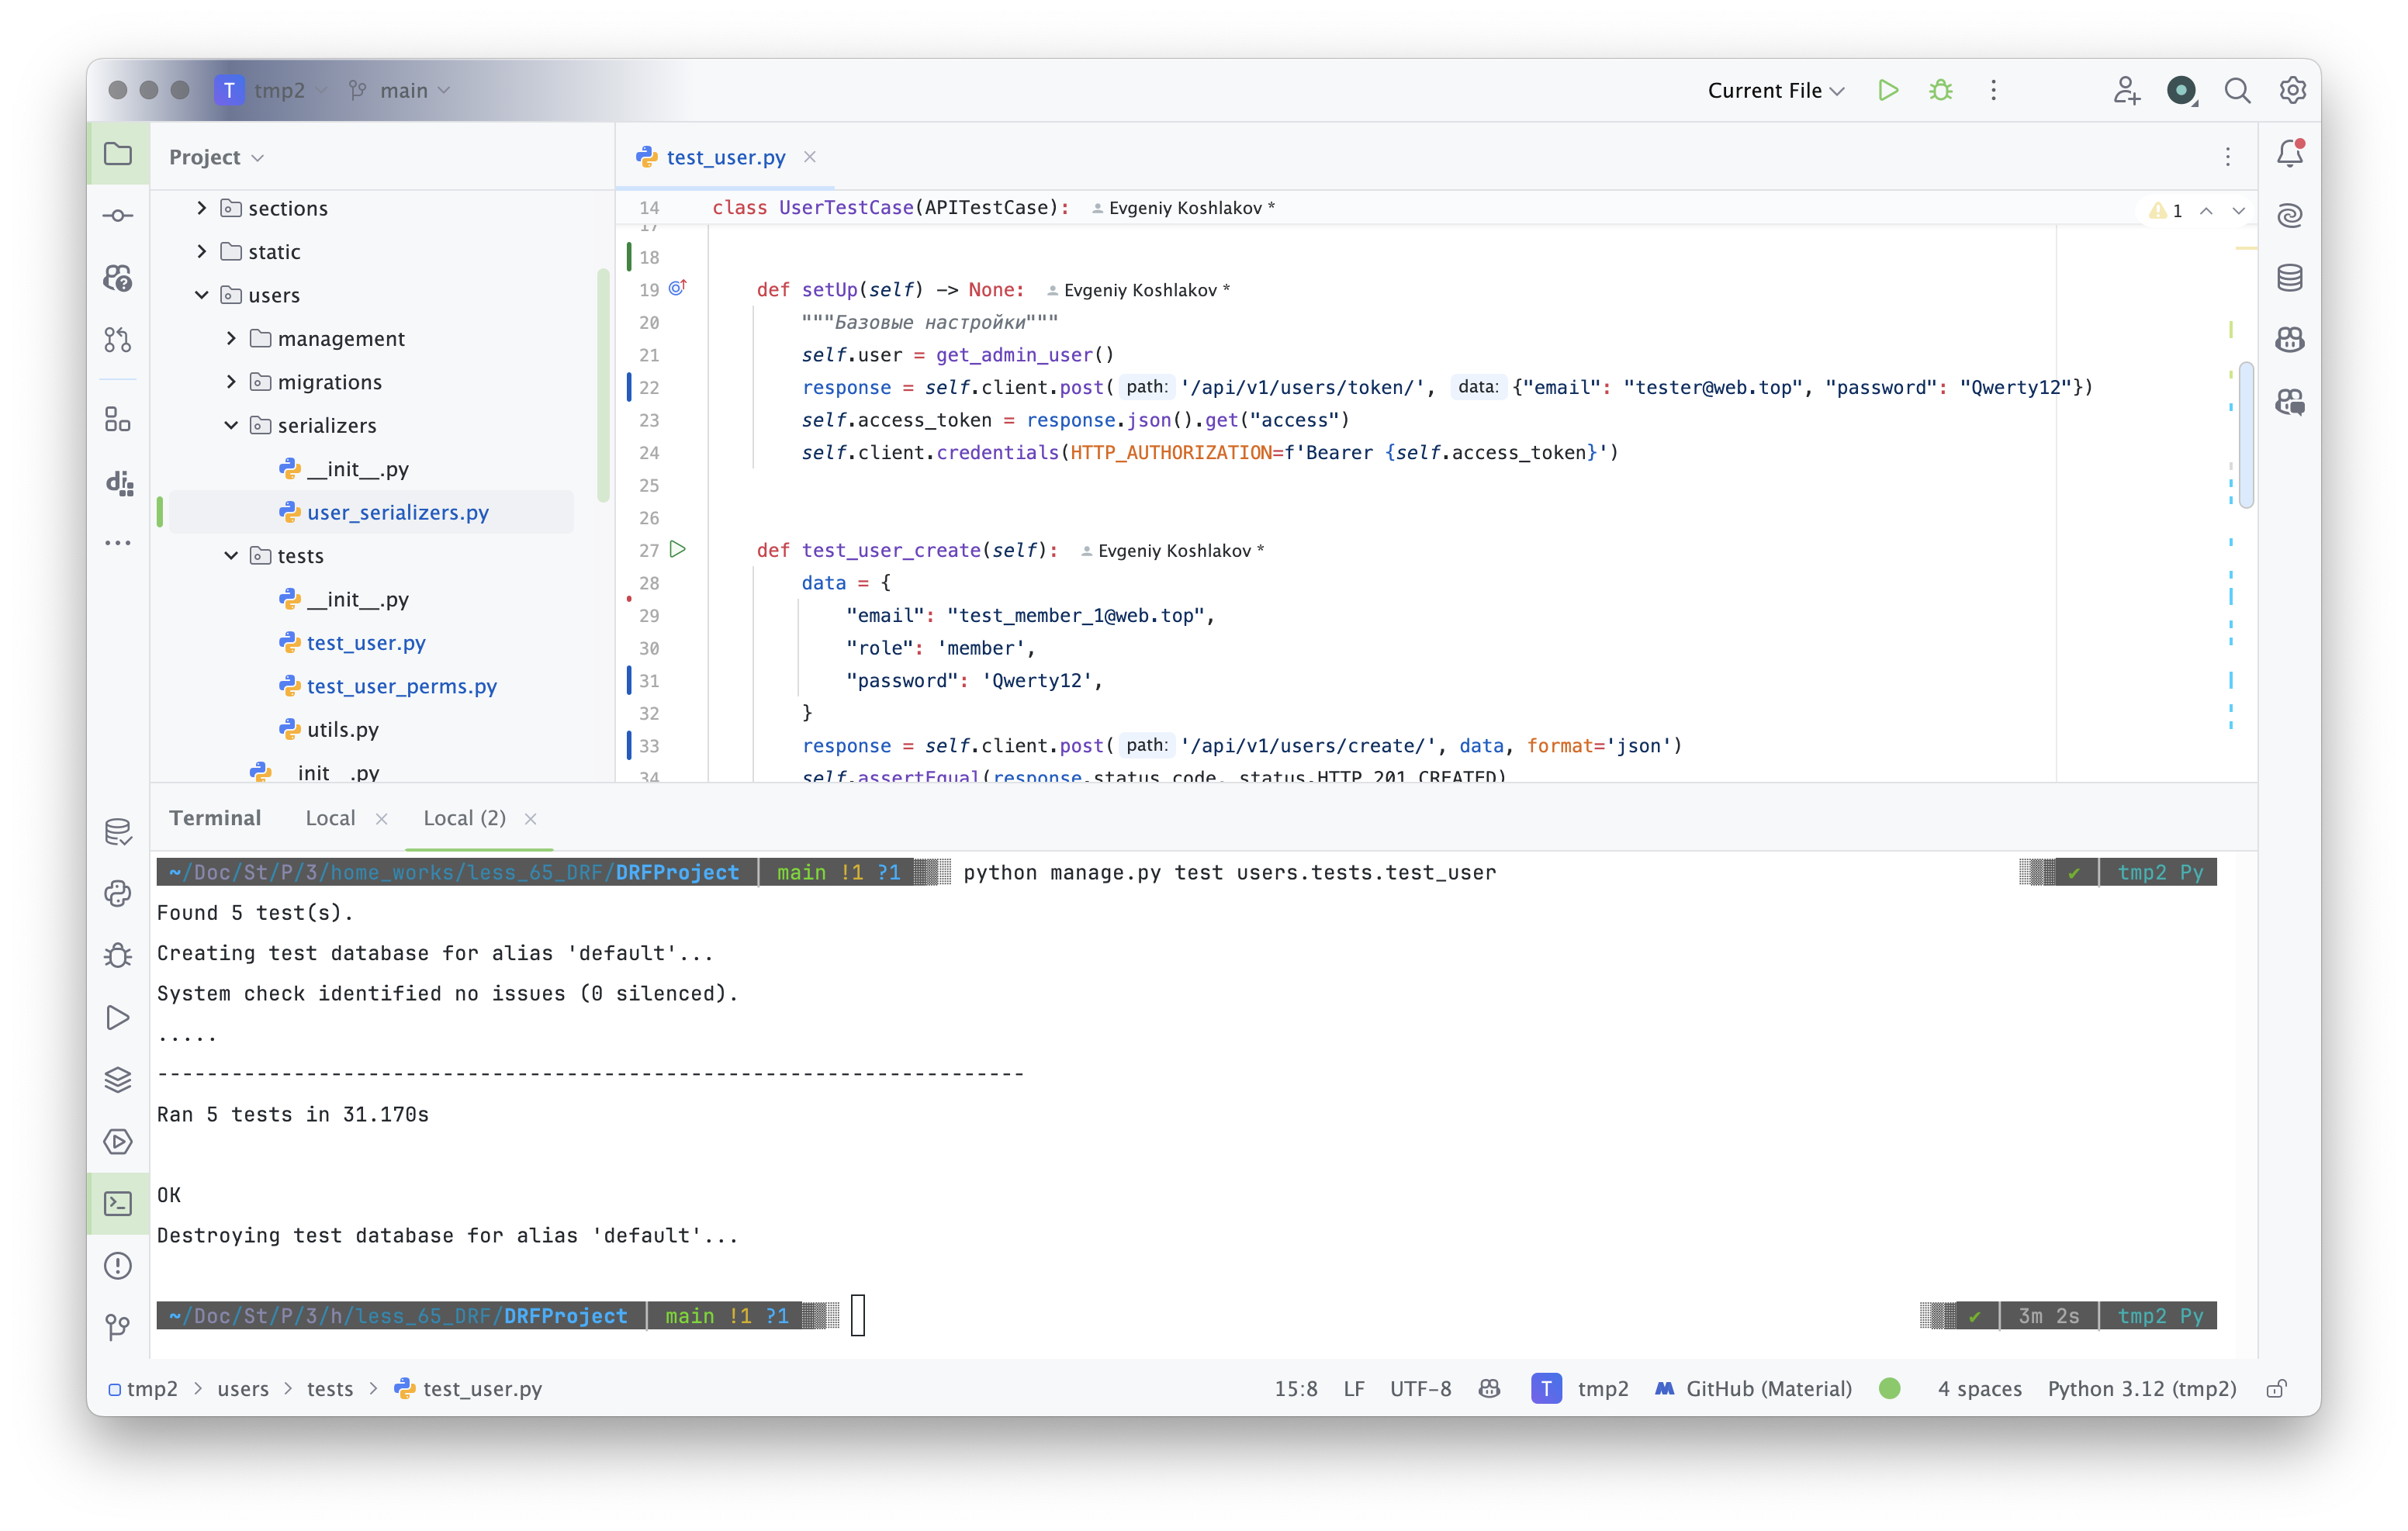 T tmp2 main Current File
Project
sections
static
users
management
migrations
serializers
__init__.py
user_serializers.py
tests
__init__.py
test_user.py
test_user_perms.py
utils.py
__init__.py
test_user.py
14 class UserTestCase(APITestCase): Evgeniy Koshlakov *
1
17
18
19 def setUp(self) -> None: Evgeniy Koshlakov *
20 """Базовые настройки"""
21 self.user = get_admin_user()
22 response = self.client.post( path: '/api/v1/users/token/', data: {"email": "tester@web.top", "password": "Qwerty12"})
23 self.access_token = response.json().get("access")
24 self.client.credentials(HTTP_AUTHORIZATION=f'Bearer {self.access_token}')
25
26
27 def test_user_create(self): Evgeniy Koshlakov *
28 data = {
29 "email": "test_member_1@web.top",
30 "role": 'member',
31 "password": 'Qwerty12',
32 }
33 response = self.client.post( path: '/api/v1/users/create/', data, format='json')
34 self.assertEqual(response.status_code, status.HTTP_201_CREATED)
Terminal Local Local (2)
~/Doc/St/P/3/home_works/less_65_DRF/DRFProject | main !1 ?1 python manage.py test users.tests.test_user ✔ | tmp2 Py
Found 5 test(s).
Creating test database for alias 'default'...
System check identified no issues (0 silenced).
.....
----------------------------------------------------------------------
Ran 5 tests in 31.170s
OK
Destroying test database for alias 'default'...
~/Doc/St/P/3/h/less_65_DRF/DRFProject | main !1 ?1 ✔ | 3m 2s | tmp2 Py
tmp2 > users > tests > test_user.py 15:8 LF UTF-8 T tmp2 GitHub (Material) 4 spaces Python 3.12 (tmp2)